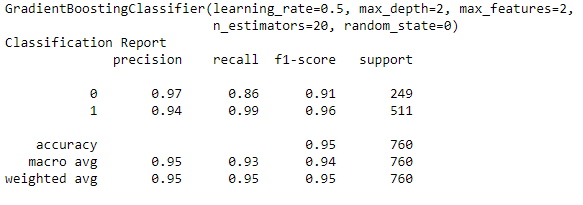 GradientBoostingClassifier(learning_rate=0.5, max_depth=2, max_features=2,
n_estimators=20, random_state=0)
Classification Report
precision recall f1-score support
0 0.97 0.86 0.91 249
1 0.94 0.99 0.96 511
accuracy 0.95 760
macro avg 0.95 0.93 0.94 760
weighted avg 0.95 0.95 0.95 760